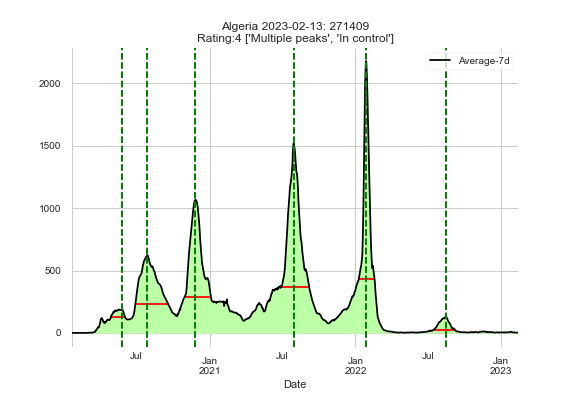 Algeria 2023-02-13: 271409
Rating:4 ['Multiple peaks', 'In control']
Average-7d
2000
1500
1000
500
0
Jul
Jan
2021
Jul
Jan
2022
Jul
Jan
2023
Date